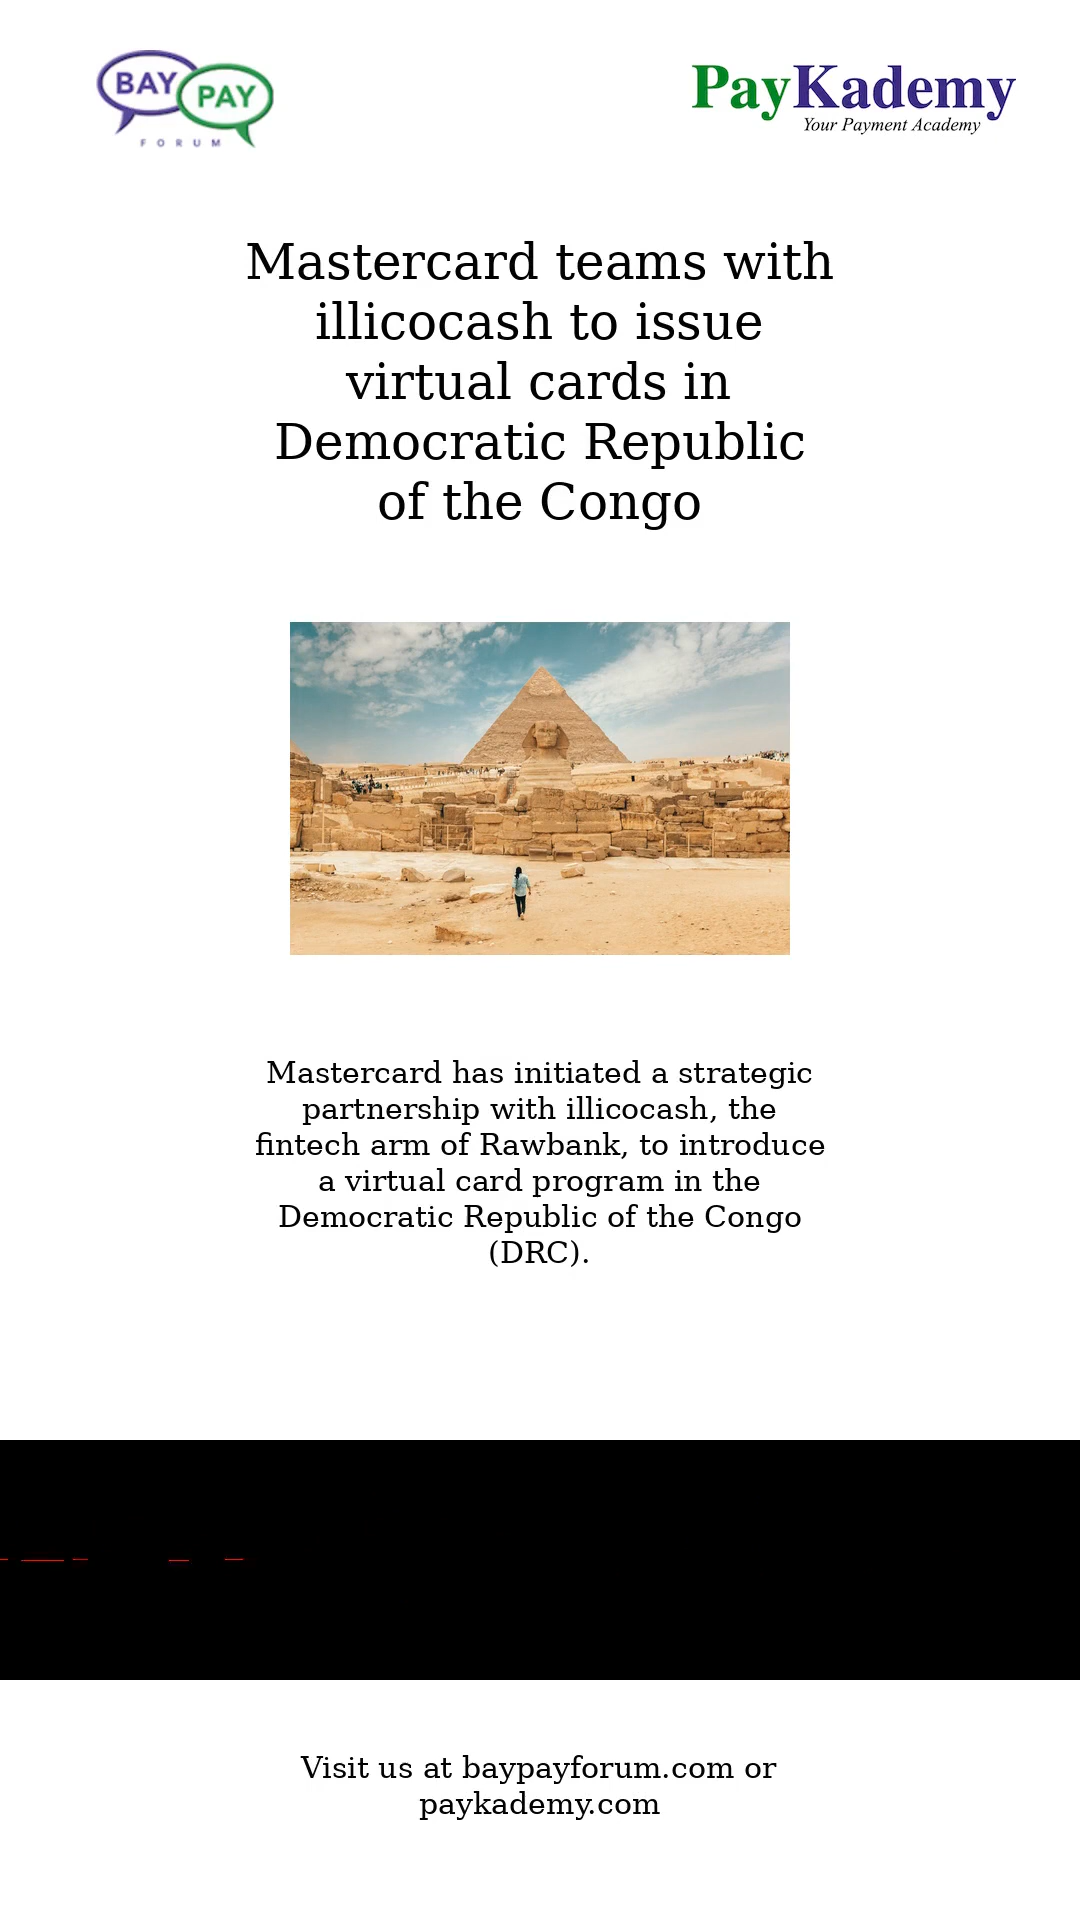 BAY PAY
FORUM
PayKademy
Your Payment Academy
Mastercard teams with
illicocash to issue
virtual cards in
Democratic Republic
of the Congo
Mastercard has initiated a strategic
partnership with illicocash, the
fintech arm of Rawbank, to introduce
a virtual card program in the
Democratic Republic of the Congo
(DRC).
Visit us at baypayforum.com or
paykademy.com